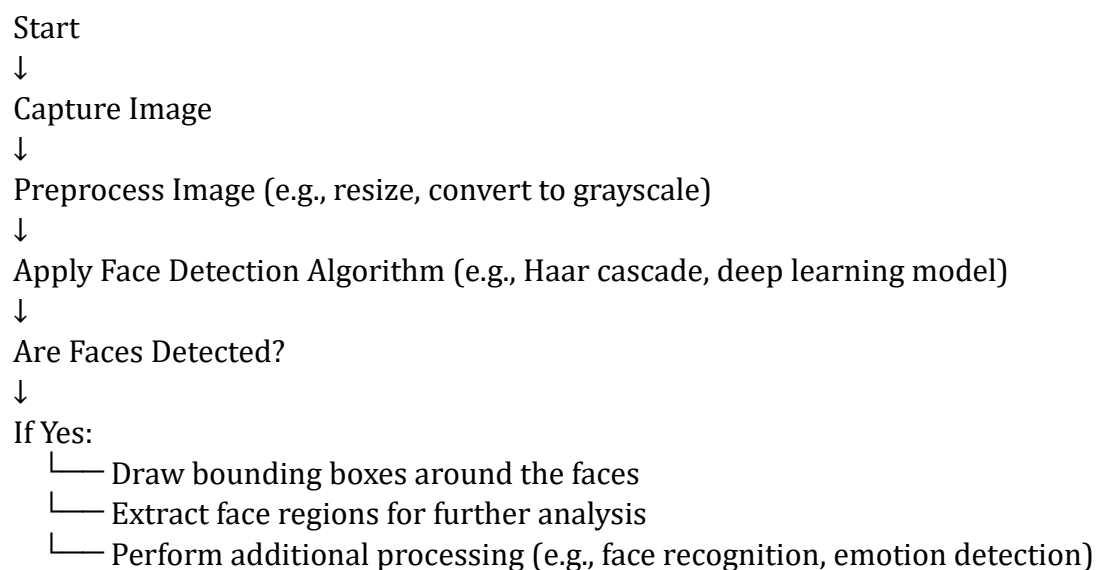 Start
↓
Capture Image
↓
Preprocess Image (e.g., resize, convert to grayscale)
↓
Apply Face Detection Algorithm (e.g., Haar cascade, deep learning model)
↓
Are Faces Detected?
↓
If Yes:
└── Draw bounding boxes around the faces
└── Extract face regions for further analysis
└── Perform additional processing (e.g., face recognition, emotion detection)